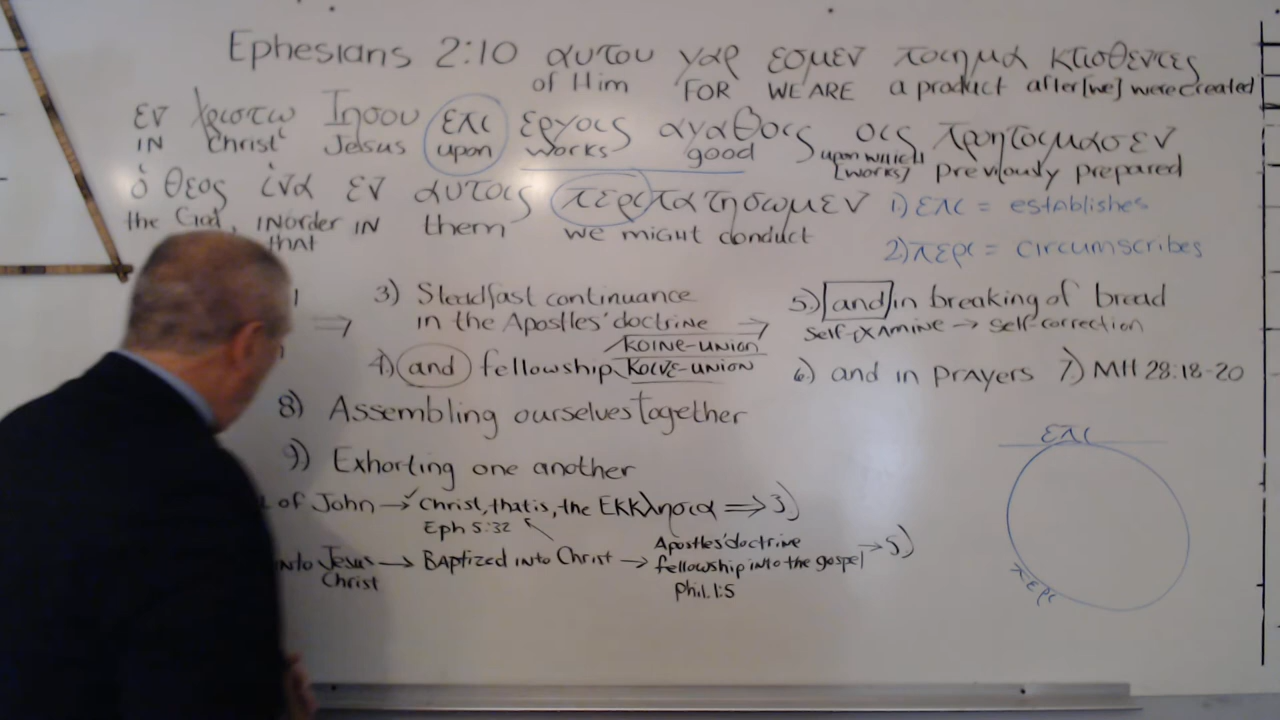 Ephesians 2:10 αυτου γαρ εσμεν ποιημα κτισθεντες
of Him FOR WE ARE a product after [we] were created
εν Χριστω Ιησου επι εργοις αγαθοις οις προητοιμασεν
IN Christ Jesus upon works good upon which [works] previously prepared
ὁ θεος ἱνα εν αυτοις περιπατησωμεν
the God, INorder that IN them we might conduct
1) επι = establishes
2) περι = circumscribes
⇒ 3) Steadfast continuance
in the Apostles' doctrine ⇒
KOINE-UNION
4) and fellowship ΚΟΙΝΕ-UNION
5) and in breaking of bread
self-examine → self-correction
6.) and in prayers 7.) Mtt 28:18-20
8) Assembling ourselves together
9) Exhorting one another
of John → Christ, that is, the Εκκλησια ⇒ 3)
Eph 5:32
into Jesus Christ → Baptized into Christ → Apostles' doctrine
fellowship into the gospel → 5)
Phil. 1:5
επι
περι